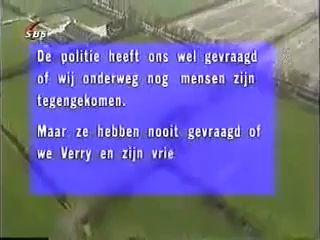 SBS
De politie heeft ons wel gevraagd
of wij onderweg nog mensen zijn
tegengekomen.
Maar ze hebben nooit gevraagd of
we Verry en zijn vrie